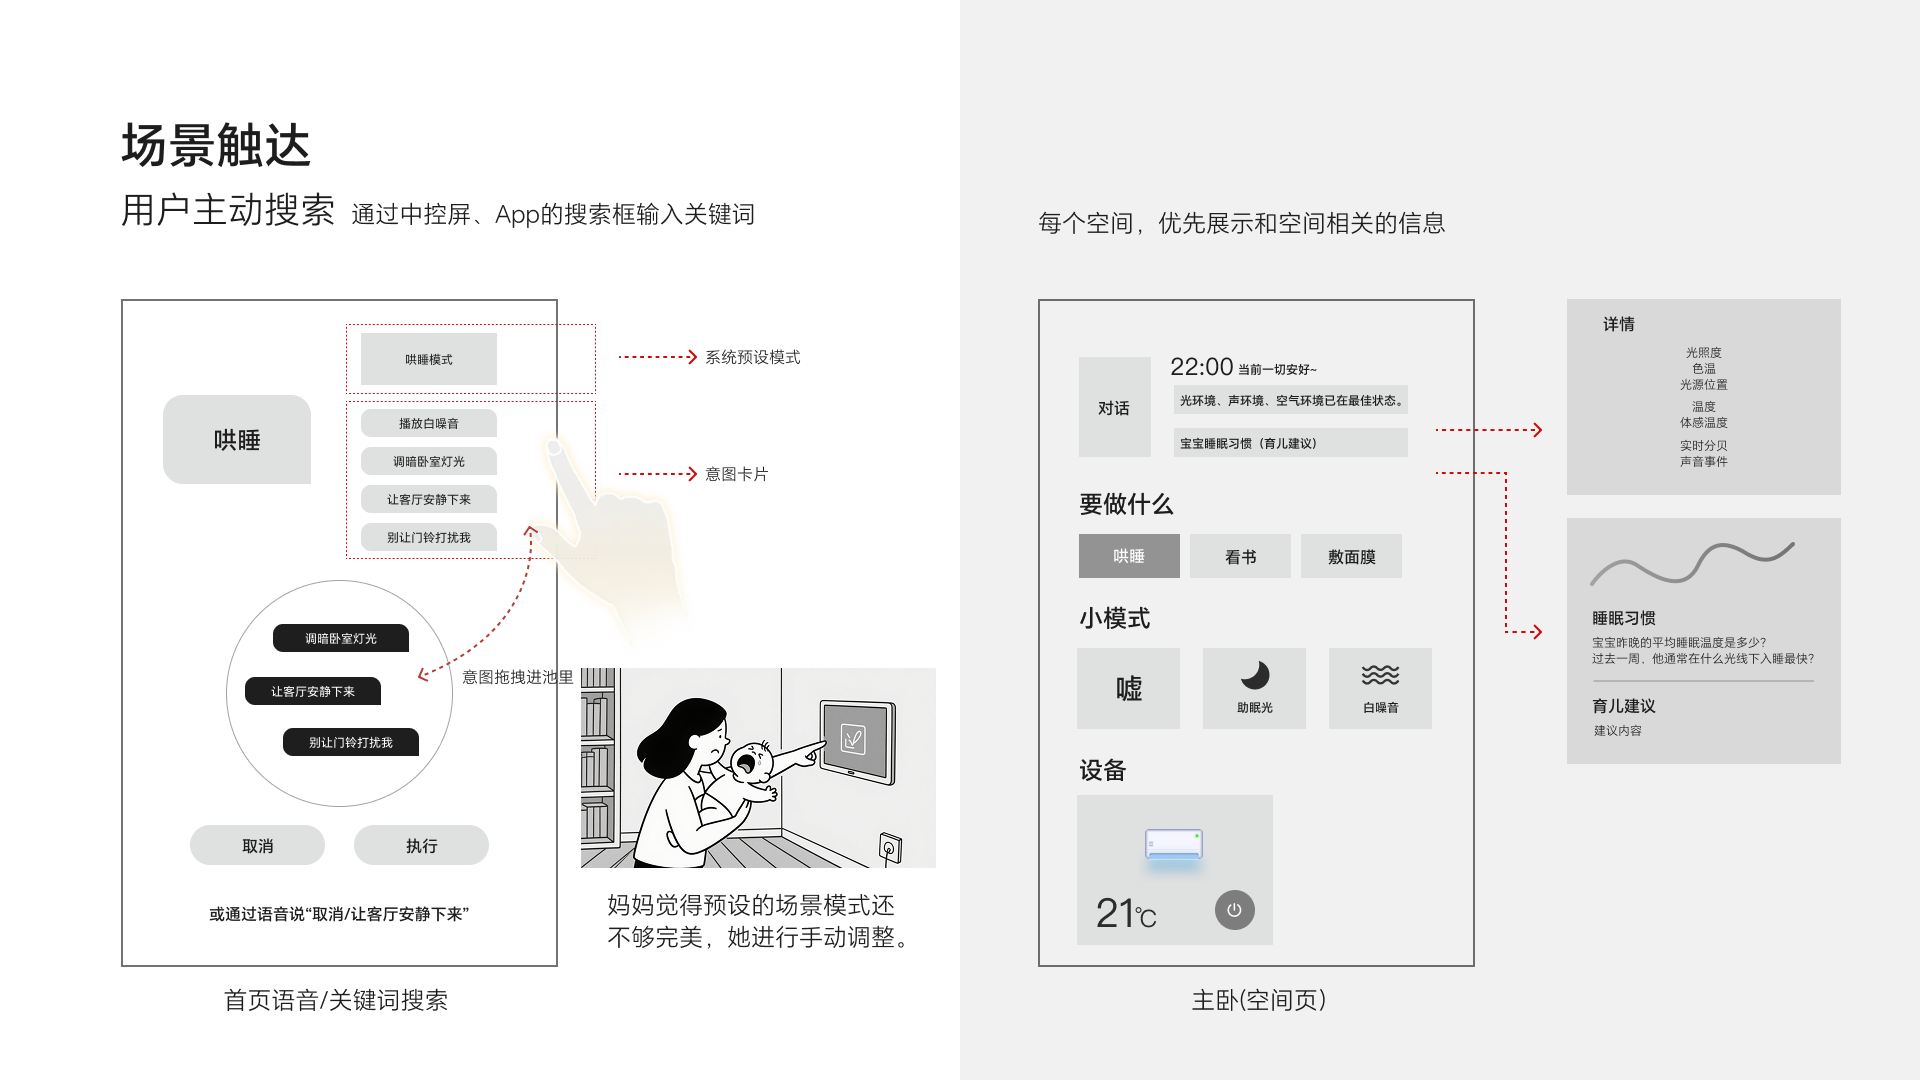 场景触达
用户主动搜索 通过中控屏、App的搜索框输入关键词
哄睡
哄睡模式
播放白噪音
调暗卧室灯光
让客厅安静下来
别让门铃打扰我
系统预设模式
意图卡片
调暗卧室灯光
让客厅安静下来
别让门铃打扰我
意图拖拽进池里
取消
执行
或通过语音说“取消/让客厅安静下来”
首页语音/关键词搜索
妈妈觉得预设的场景模式还
不够完美，她进行手动调整。
每个空间，优先展示和空间相关的信息
对话
22:00 当前一切安好~
光环境、声环境、空气环境已在最佳状态。
宝宝睡眠习惯（育儿建议）
要做什么
哄睡
看书
敷面膜
小模式
嘘
助眠光
白噪音
设备
21℃
主卧(空间页)
详情
光照度
色温
光源位置
温度
体感温度
实时分贝
声音事件
睡眠习惯
宝宝昨晚的平均睡眠温度是多少?
过去一周，他通常在什么光线下入睡最快?
育儿建议
建议内容